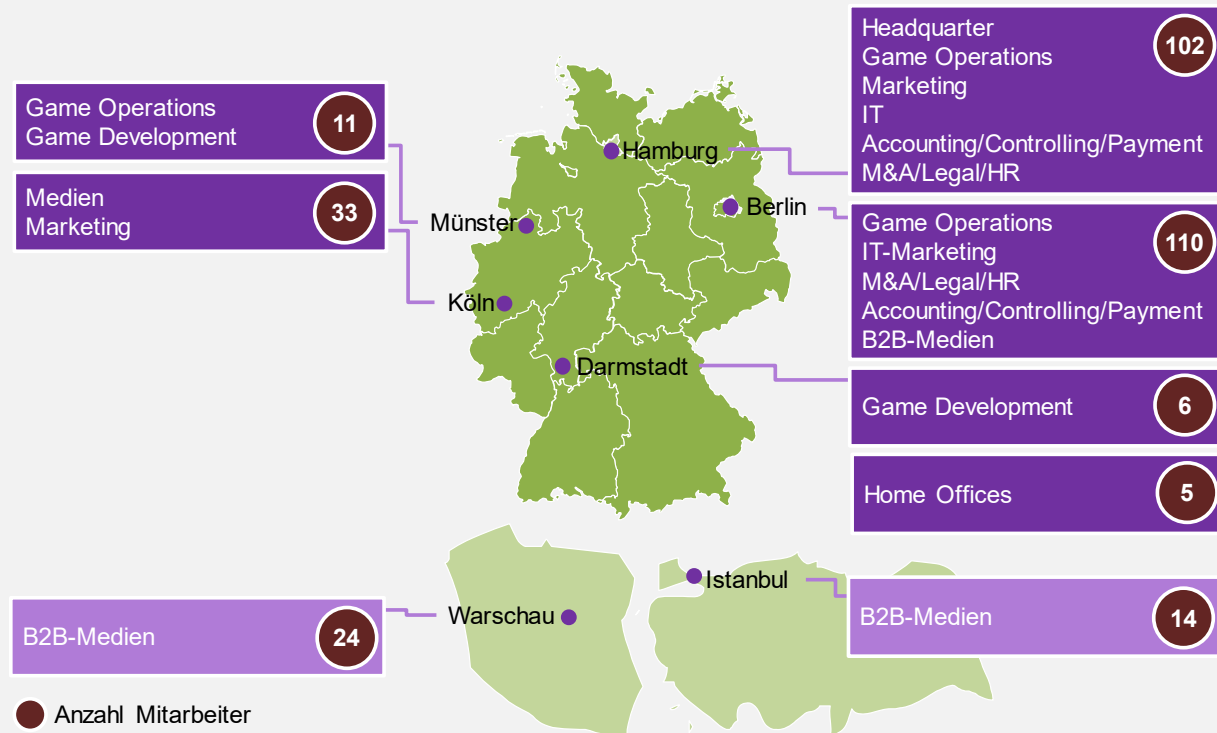 Game Operations
Game Development
11
Medien
Marketing
33
Münster
Köln
Hamburg
Berlin
Darmstadt
Headquarter
Game Operations
Marketing
IT
Accounting/Controlling/Payment
M&A/Legal/HR
102
Game Operations
IT-Marketing
M&A/Legal/HR
Accounting/Controlling/Payment
B2B-Medien
110
Game Development
6
Home Offices
5
Warschau
Istanbul
B2B-Medien
24
B2B-Medien
14
Anzahl Mitarbeiter